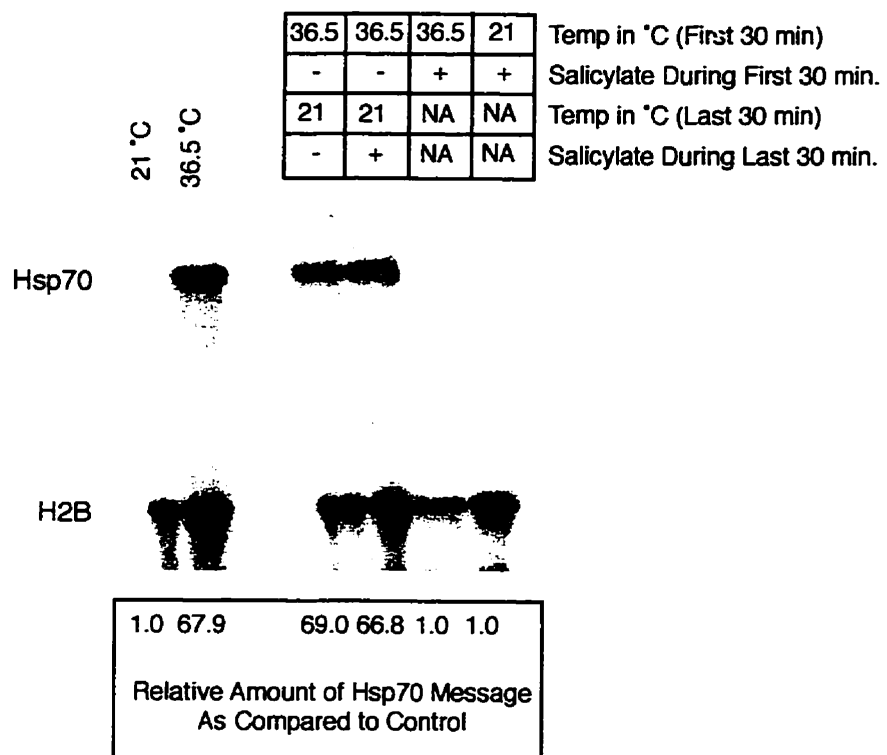 36.5 36.5 36.5 21 Temp in °C (First 30 min)
- - + + Salicylate During First 30 min.
21 21 NA NA Temp in °C (Last 30 min)
- + NA NA Salicylate During Last 30 min.
21 °C
36.5 °C
Hsp70
H2B
1.0 67.9 69.0 66.8 1.0 1.0
Relative Amount of Hsp70 Message
As Compared to Control